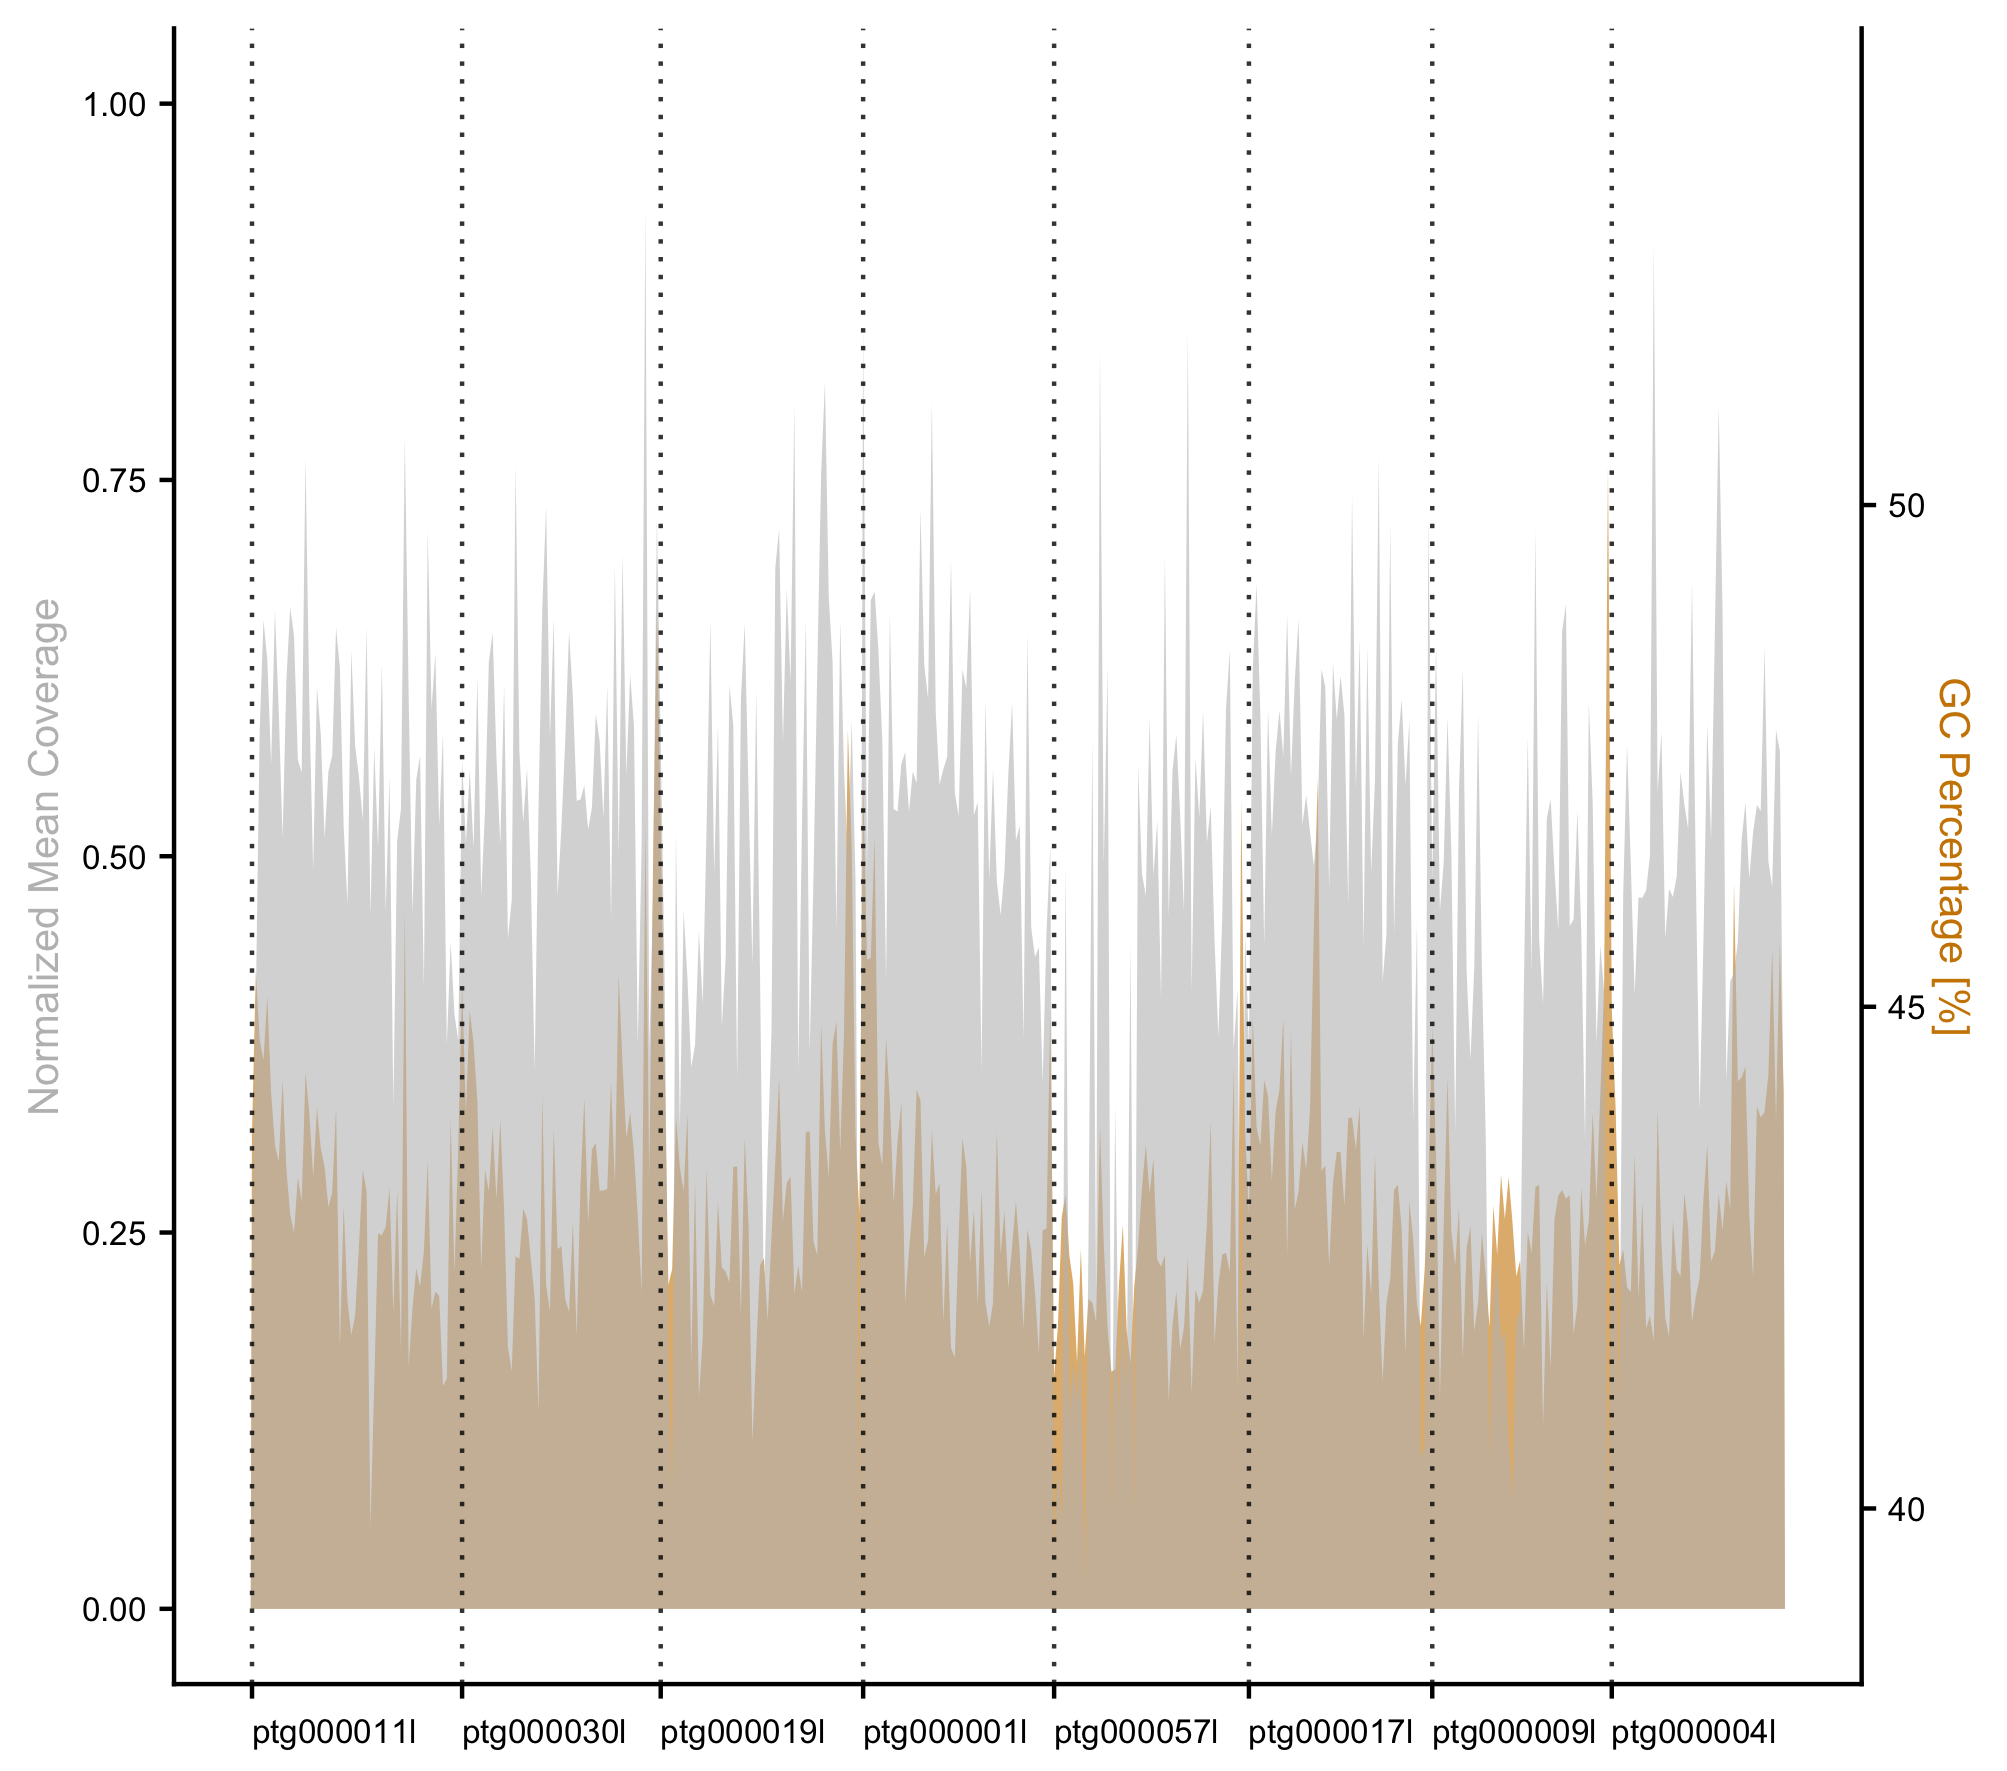 1.00
0.75
0.50
0.25
0.00
Normalized Mean Coverage
50
45
40
GC Percentage [%]
ptg000011l ptg000030l ptg000019l ptg000001l ptg000057l ptg000017l ptg000009l ptg000004l